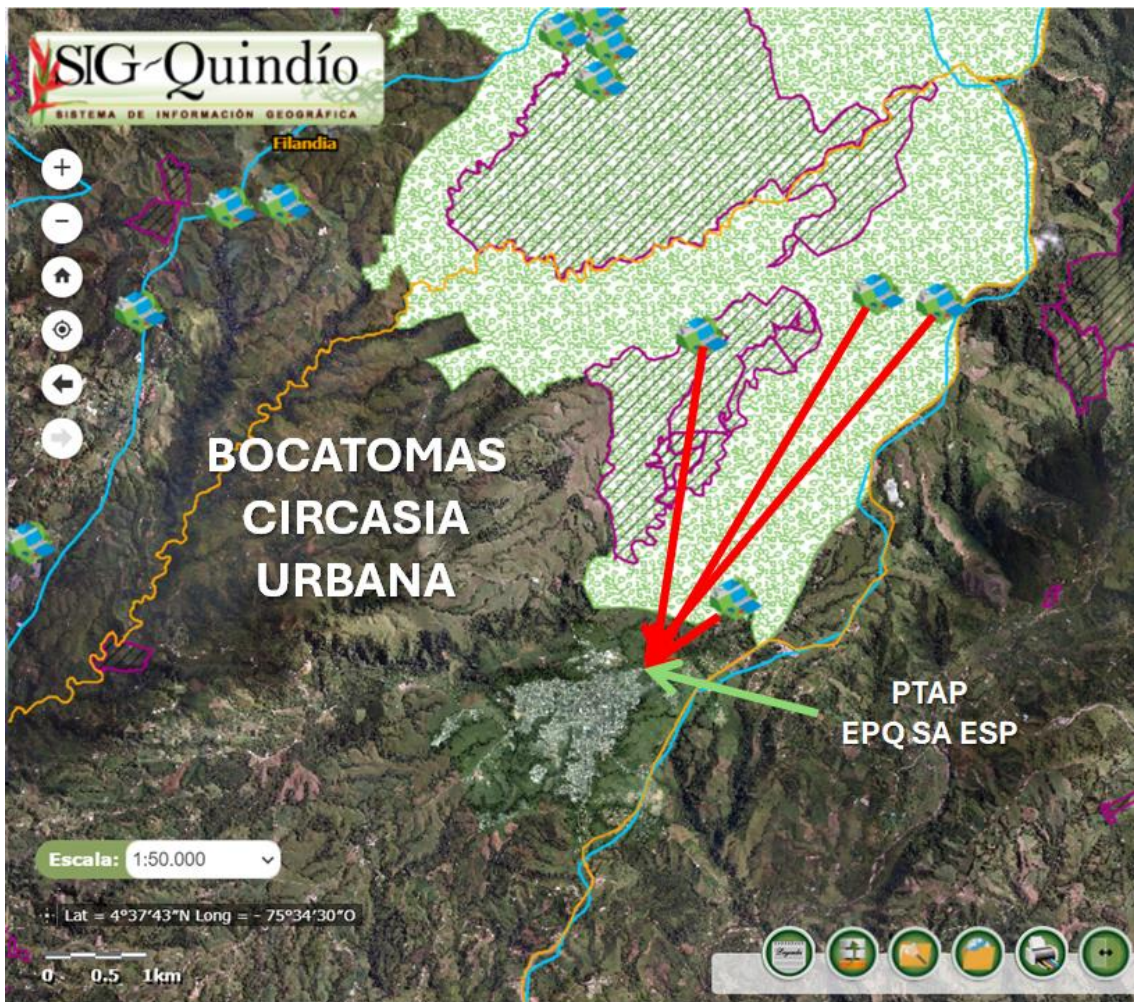 SIG~Quindío
SISTEMA DE INFORMACIÓN GEOGRÁFICA
Filandia
BOCATOMAS
CIRCASIA
URBANA
PTAP
EPQ SA ESP
Escala: 1:50.000
Lat = 4°37'43"N Long = - 75°34'30"O
0 0.5 1km